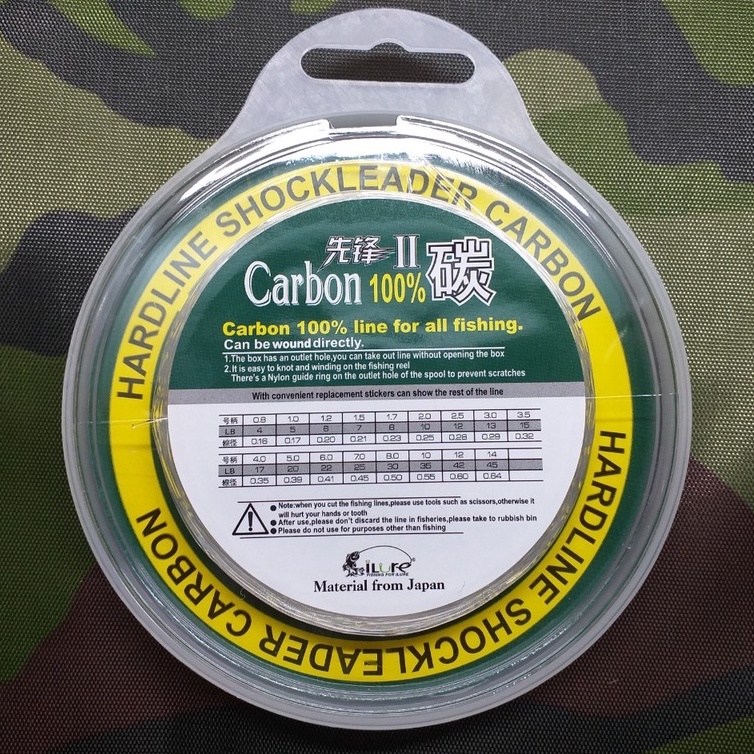 HARDLINE SHOCKLEADER CARBON
先锋-II
Carbon 100% 碳
Carbon 100% line for all fishing.
Can be wound directly.
1.The box has an outlet hole,you can take out line without opening the box
2.It is easy to knot and winding on the fishing reel
There's a Nylon guide ring on the outlet hole of the spool to prevent scratches
With convenient replacement stickers can show the rest of the line
号柄 0.8 1.0 1.2 1.5 1.7 2.0 2.5 3.0 3.5
LB 4 5 6 7 8 10 12 13 15
線径 0.16 0.17 0.20 0.21 0.23 0.25 0.28 0.29 0.32
号柄 4.0 5.0 6.0 7.0 8.0 10 12 14
LB 17 20 22 25 30 35 42 45
線径 0.35 0.39 0.41 0.45 0.50 0.55 0.60 0.64
Note:when you cut the fishing lines,please use tools such as scissors,otherwise it
will hurt your hands or tooth
After use,please don't discard the line in fisheries,please take to rubbish bin
Please do not use for purposes other than fishing
iLure®
FISHING FOR ILURE
Material from Japan
HARDLINE SHOCKLEADER CARBON